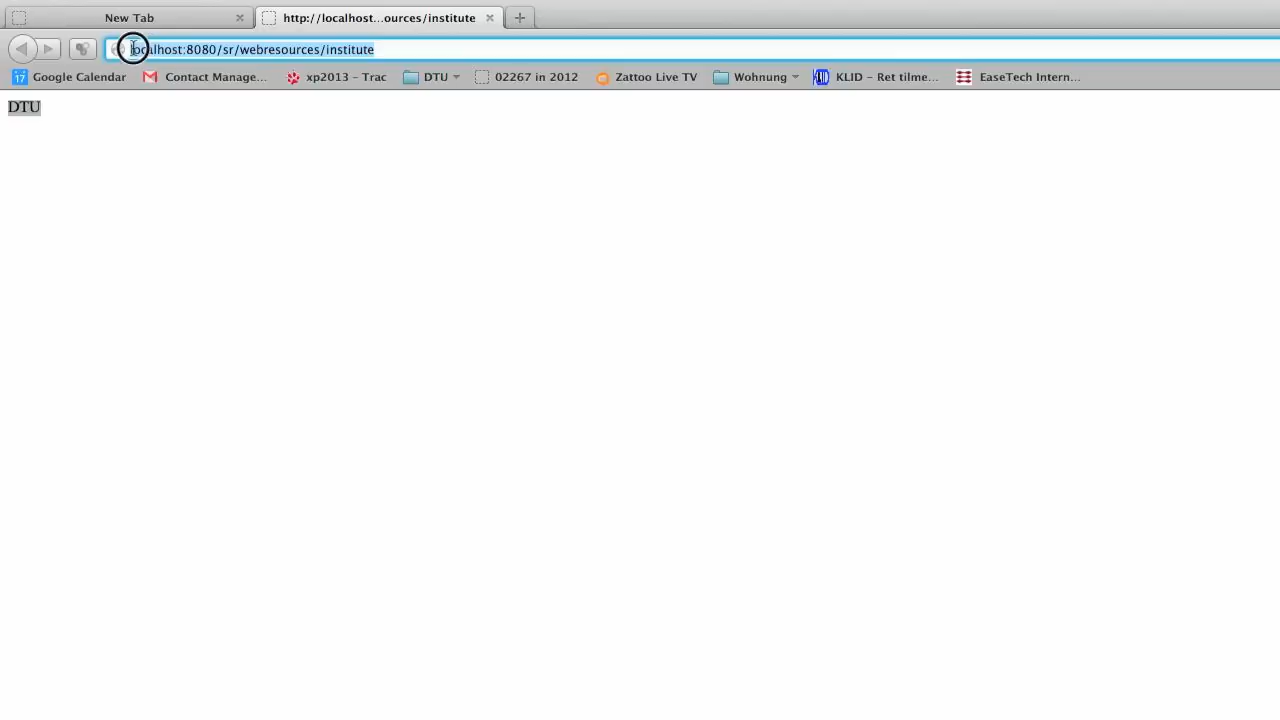 New Tab
http://localhost...ources/institute
localhost:8080/sr/webresources/institute
17 Google Calendar
Contact Manage...
xp2013 – Trac
DTU
02267 in 2012
Zattoo Live TV
Wohnung
KLID – Ret tilme...
EaseTech Intern...
DTU